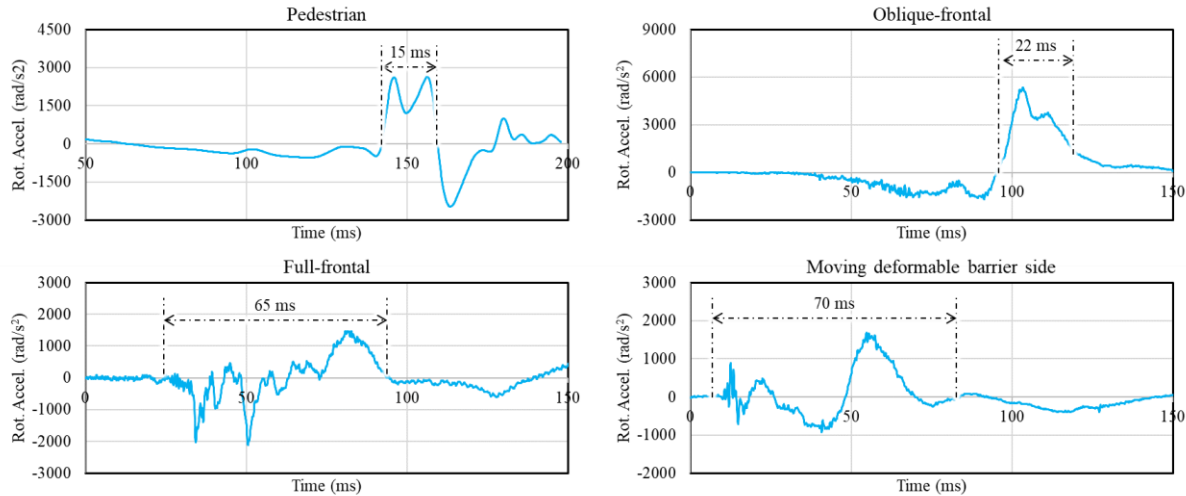 Pedestrian
Rot. Accel. (rad/s2)
4500
3000
1500
0
-1500
-3000
15 ms
50
100
150
200
Time (ms)
Oblique-frontal
Rot. Accel. (rad/s²)
9000
6000
3000
0
-3000
22 ms
0
50
100
150
Time (ms)
Full-frontal
Rot. Accel. (rad/s²)
3000
2000
1000
0
-1000
-2000
-3000
65 ms
0
50
100
150
Time (ms)
Moving deformable barrier side
Rot. Accel. (rad/s²)
3000
2000
1000
0
-1000
-2000
70 ms
0
50
100
150
Time (ms)